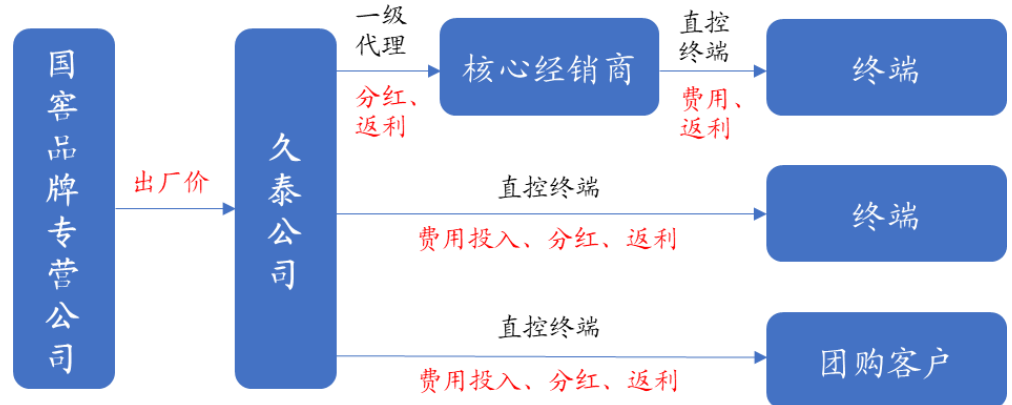 国窖品牌专营公司
出厂价
久泰公司
一级
代理
分红、
返利
核心经销商
直控
终端
费用、
返利
终端
直控终端
费用投入、分红、返利
终端
直控终端
费用投入、分红、返利
团购客户